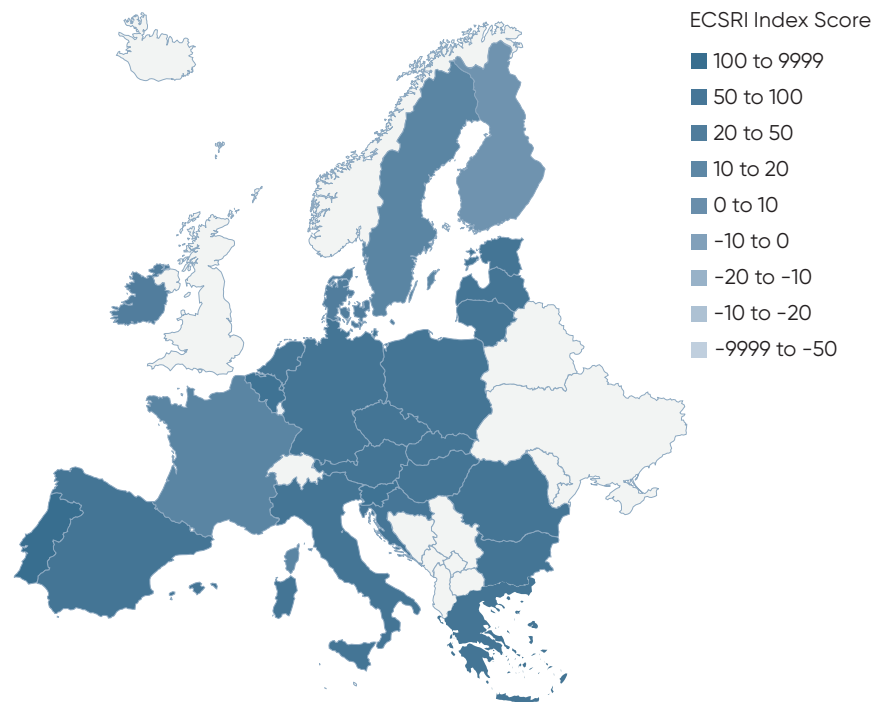 ECSRI Index Score
100 to 9999
50 to 100
20 to 50
10 to 20
0 to 10
-10 to 0
-20 to -10
-10 to -20
-9999 to -50